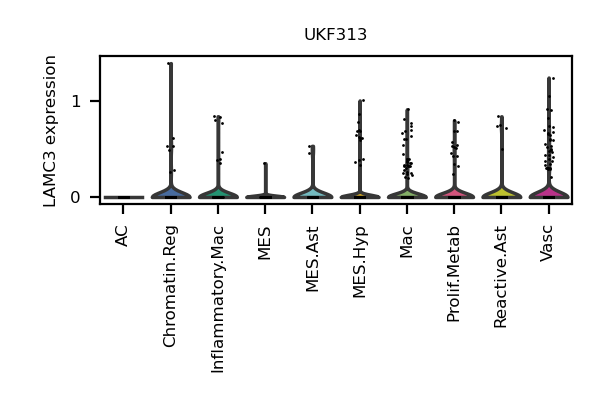 UKF313
LAMC3 expression
1
0
AC
Chromatin.Reg
Inflammatory.Mac
MES
MES.Ast
MES.Hyp
Mac
Prolif.Metab
Reactive.Ast
Vasc